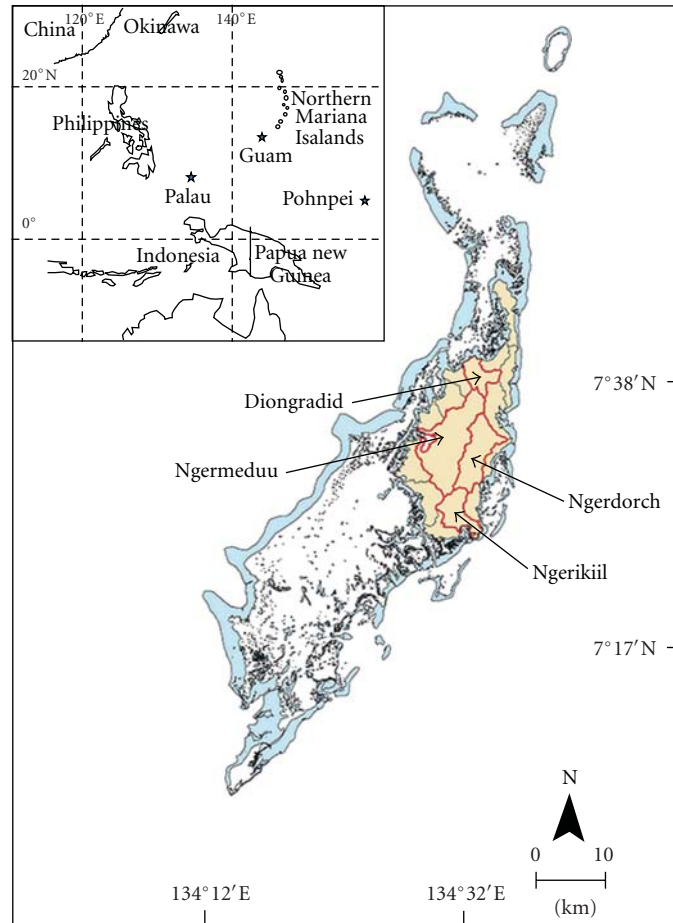 120°E
140°E
China
Okinawa
20°N
Northern
Mariana
Isalands
Philippines
Guam
Palau
Pohnpei
0°
Indonesia
Papua new
Guinea
7°38′N
Diongradid
Ngermeduu
Ngerdorch
Ngerikiil
7°17′N
N
0 10
(km)
134°12′E
134°32′E